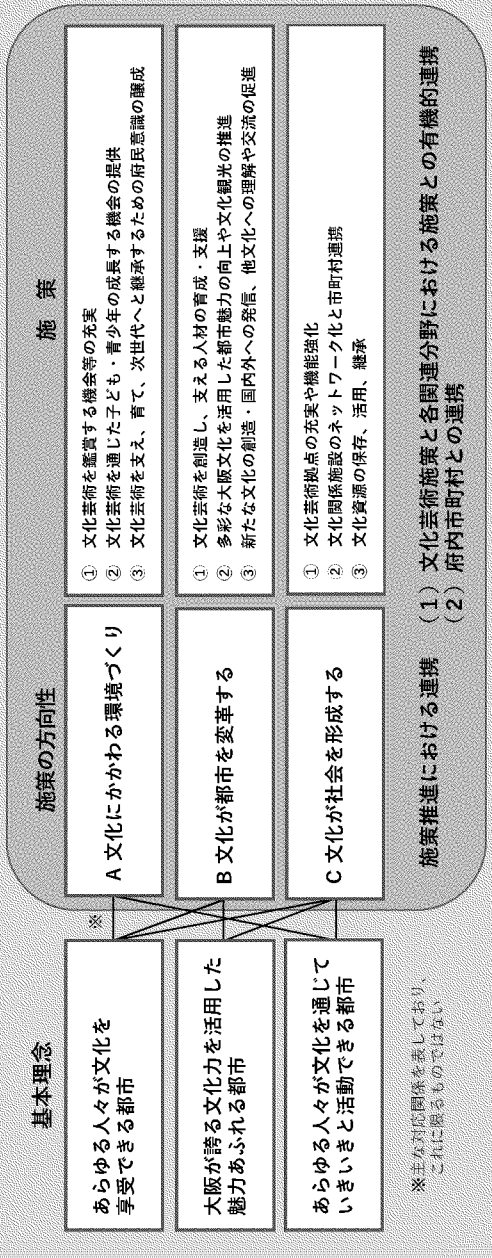 基本理念
施策の方向性
施　策
※
あらゆる人々が文化を
享受できる都市
A 文化にかかわる環境づくり
① 文化芸術を鑑賞する機会等の充実
② 文化芸術を通じた子ども・青少年の成長する機会の提供
③ 文化芸術を支え、育て、次世代へと継承するための府民意識の醸成
大阪が誇る文化力を活用した
魅力あふれる都市
B 文化が都市を変革する
① 文化芸術を創造し、支える人材の育成・支援
② 多彩な大阪文化を活用した都市魅力の向上や文化観光の推進
③ 新たな文化の創造・国内外への発信、他文化への理解や交流の促進
あらゆる人々が文化を通じて
いきいきと活動できる都市
C 文化が社会を形成する
① 文化芸術拠点の充実や機能強化
② 文化関係施設のネットワーク化と市町村連携
③ 文化資源の保存、活用、継承
※主な対応関係を表しており、
これに限るものではない
施策推進における連携
（１）文化芸術施策と各関連分野における施策との有機的連携
（２）府内市町村との連携